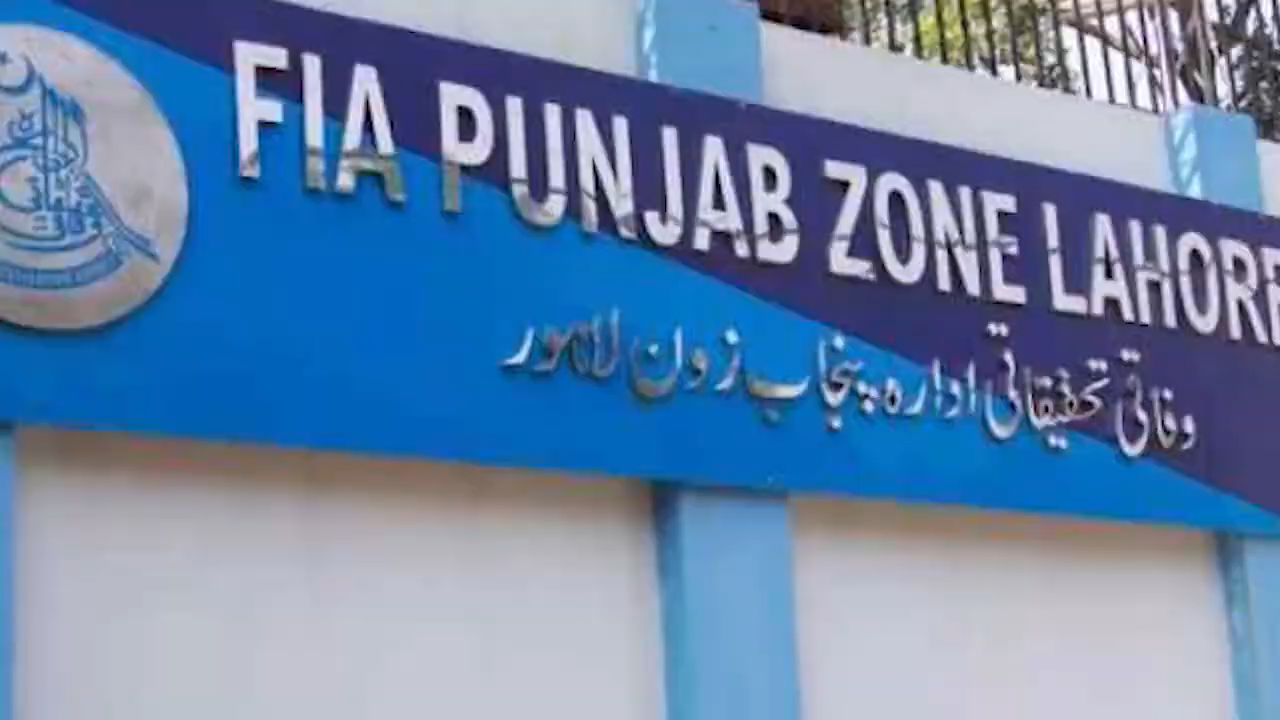 FIA PUNJAB ZONE LAHORE
وفاقی تحقیقاتی ادارہ پنجاب زون لاہور